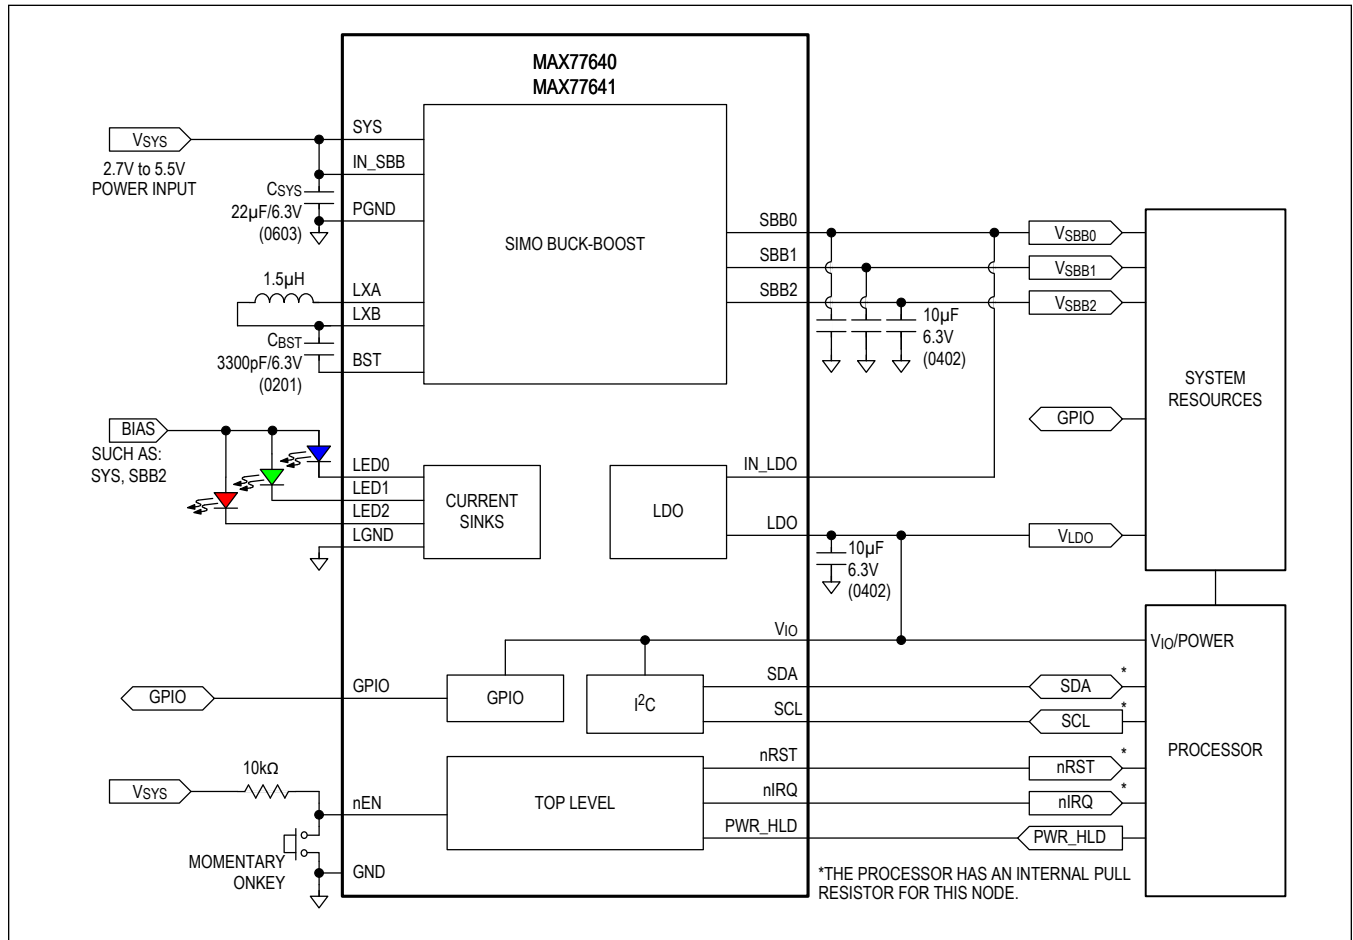 MAX77640
MAX77641
VSYS
2.7V to 5.5V
POWER INPUT
CSYS
22µF/6.3V
(0603)
SYS
IN_SBB
PGND
1.5µH
LXA
LXB
CBST
3300pF/6.3V
(0201)
BST
SIMO BUCK-BOOST
SBB0
SBB1
SBB2
10µF
6.3V
(0402)
VSBB0
VSBB1
VSBB2
GPIO
SYSTEM
RESOURCES
BIAS
SUCH AS:
SYS, SBB2
LED0
LED1
LED2
LGND
CURRENT
SINKS
LDO
IN_LDO
LDO
10µF
6.3V
(0402)
VLDO
VIO
VIO/POWER
GPIO
GPIO
GPIO
I2C
SDA
SCL
SDA
*
SCL
*
VSYS
10kΩ
nEN
MOMENTARY
ONKEY
GND
TOP LEVEL
nRST
nIRQ
PWR_HLD
nRST
*
nIRQ
*
PWR_HLD
PROCESSOR
*THE PROCESSOR HAS AN INTERNAL PULL
RESISTOR FOR THIS NODE.